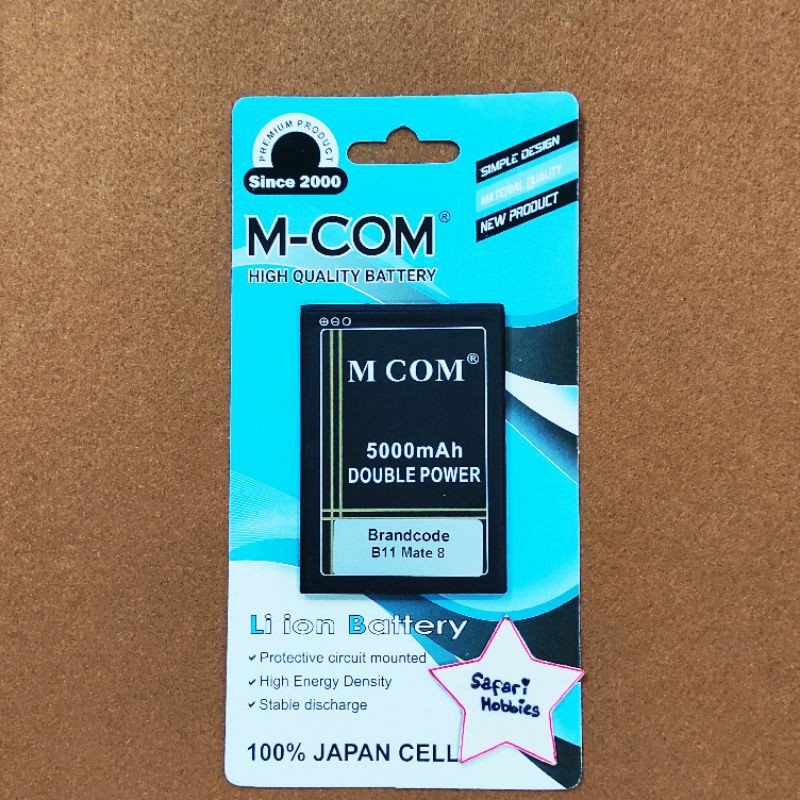 PREMIUM PRODUCT
Since 2000
SIMPLE DESIGN
MATERIAL QUALITY
NEW PRODUCT
M-COM®
HIGH QUALITY BATTERY
M COM®
5000mAh
DOUBLE POWER
Brandcode
B11 Mate 8
Li ion Battery
✓ Protective circuit mounted
✓ High Energy Density
✓ Stable discharge
Safari
Hobbies
100% JAPAN CELL